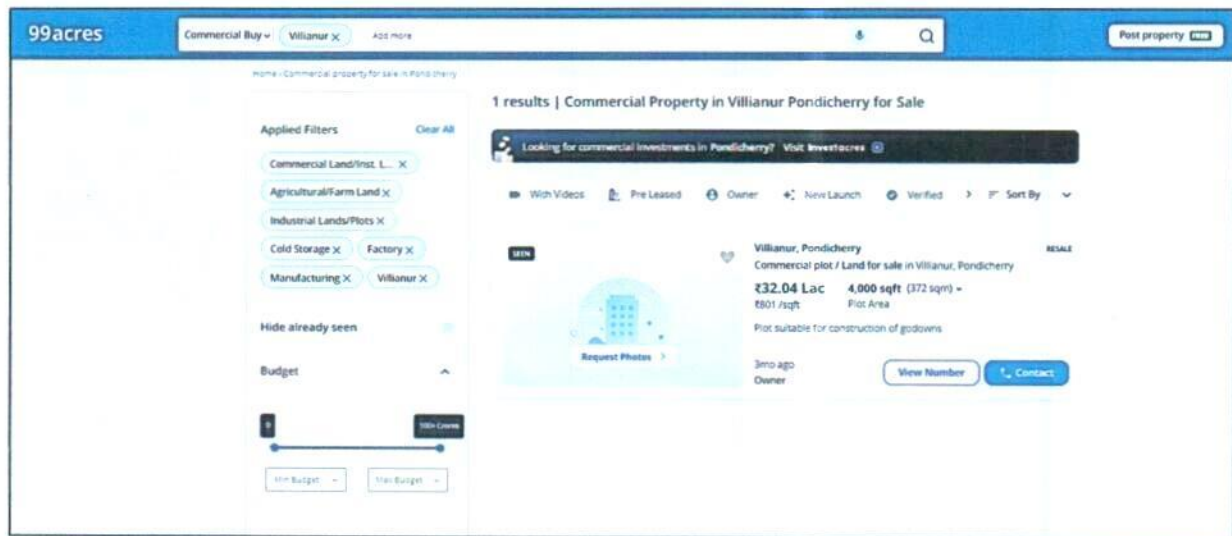 99acres
Commercial Buy
Villianur X
Add more
Post property FREE
Home > Commercial property for sale in Pondicherry
1 results | Commercial Property in Villianur Pondicherry for Sale
Applied Filters
Clear All
Commercial Land/Inst. L... X
Agricultural/Farm Land X
Industrial Lands/Plots X
Cold Storage X
Factory X
Manufacturing X
Villianur X
Hide already seen
Budget
0
100+ Crores
Min Budget
Max Budget
Looking for commercial investments in Pondicherry? Visit Investacres
With Videos
Pre Leased
Owner
New Launch
Verified
Sort By
SEEN
Request Photos >
Villianur, Pondicherry
RESALE
Commercial plot / Land for sale in Villianur, Pondicherry
₹32.04 Lac
4,000 sqft (372 sqm)
₹801 /sqft
Plot Area
Plot suitable for construction of godowns
3mo ago
Owner
View Number
Contact